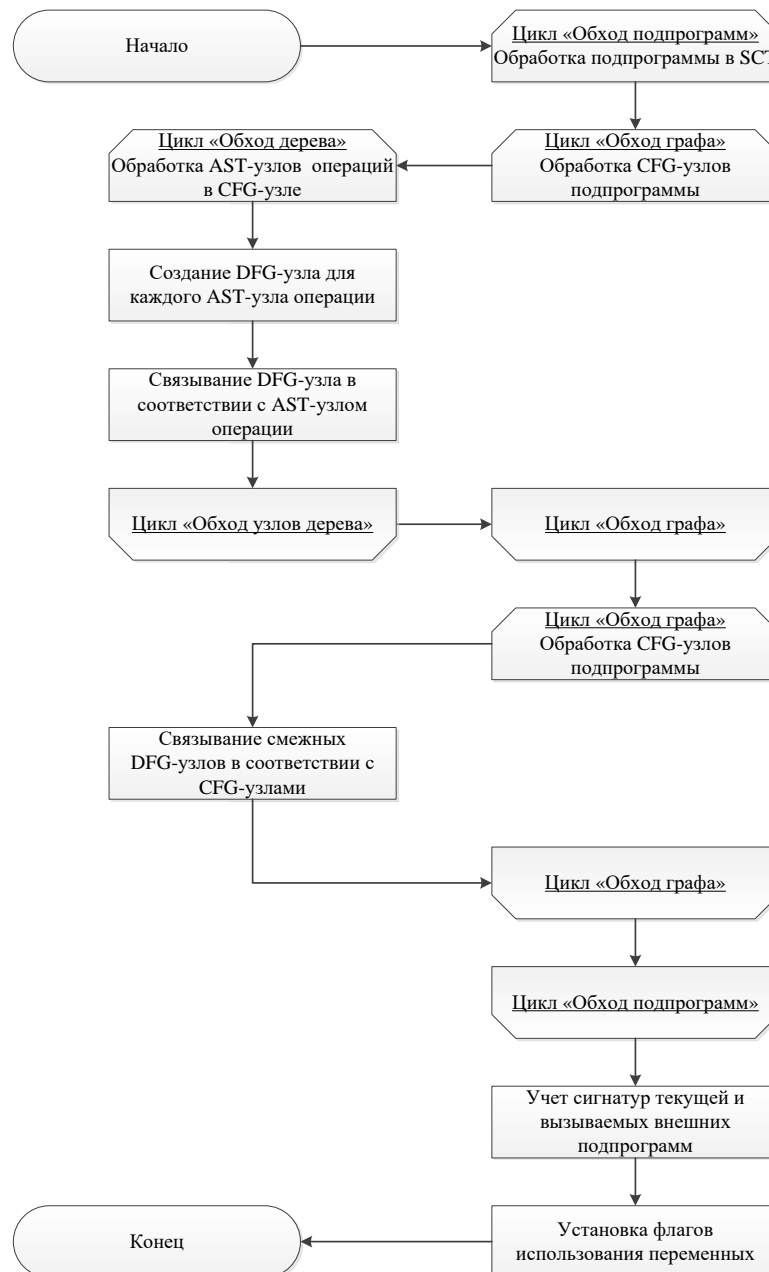 Начало
Цикл «Обход подпрограмм»
Обработка подпрограммы в SCT
Цикл «Обход дерева»
Обработка AST-узлов операций
в CFG-узле
Цикл «Обход графа»
Обработка CFG-узлов
подпрограммы
Создание DFG-узла для
каждого AST-узла операции
Связывание DFG-узла в
соответствии с AST-узлом
операции
Цикл «Обход узлов дерева»
Цикл «Обход графа»
Цикл «Обход графа»
Обработка CFG-узлов
подпрограммы
Связывание смежных
DFG-узлов в соответствии с
CFG-узлами
Цикл «Обход графа»
Цикл «Обход подпрограмм»
Учет сигнатур текущей и
вызываемых внешних
подпрограмм
Конец
Установка флагов
использования переменных